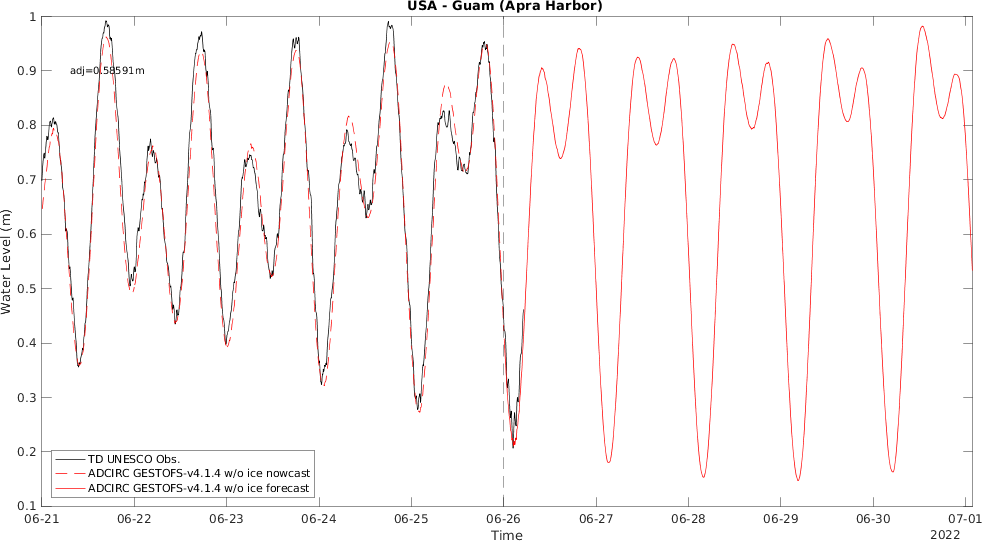 USA - Guam (Apra Harbor)
1
0.9
0.8
0.7
0.6
0.5
0.4
0.3
0.2
0.1
Water Level (m)
adj=0.58591m
TD UNESCO Obs.
ADCIRC GESTOFS-v4.1.4 w/o ice nowcast
ADCIRC GESTOFS-v4.1.4 w/o ice forecast
06-21 06-22 06-23 06-24 06-25 06-26 06-27 06-28 06-29 06-30 07-01
Time
2022